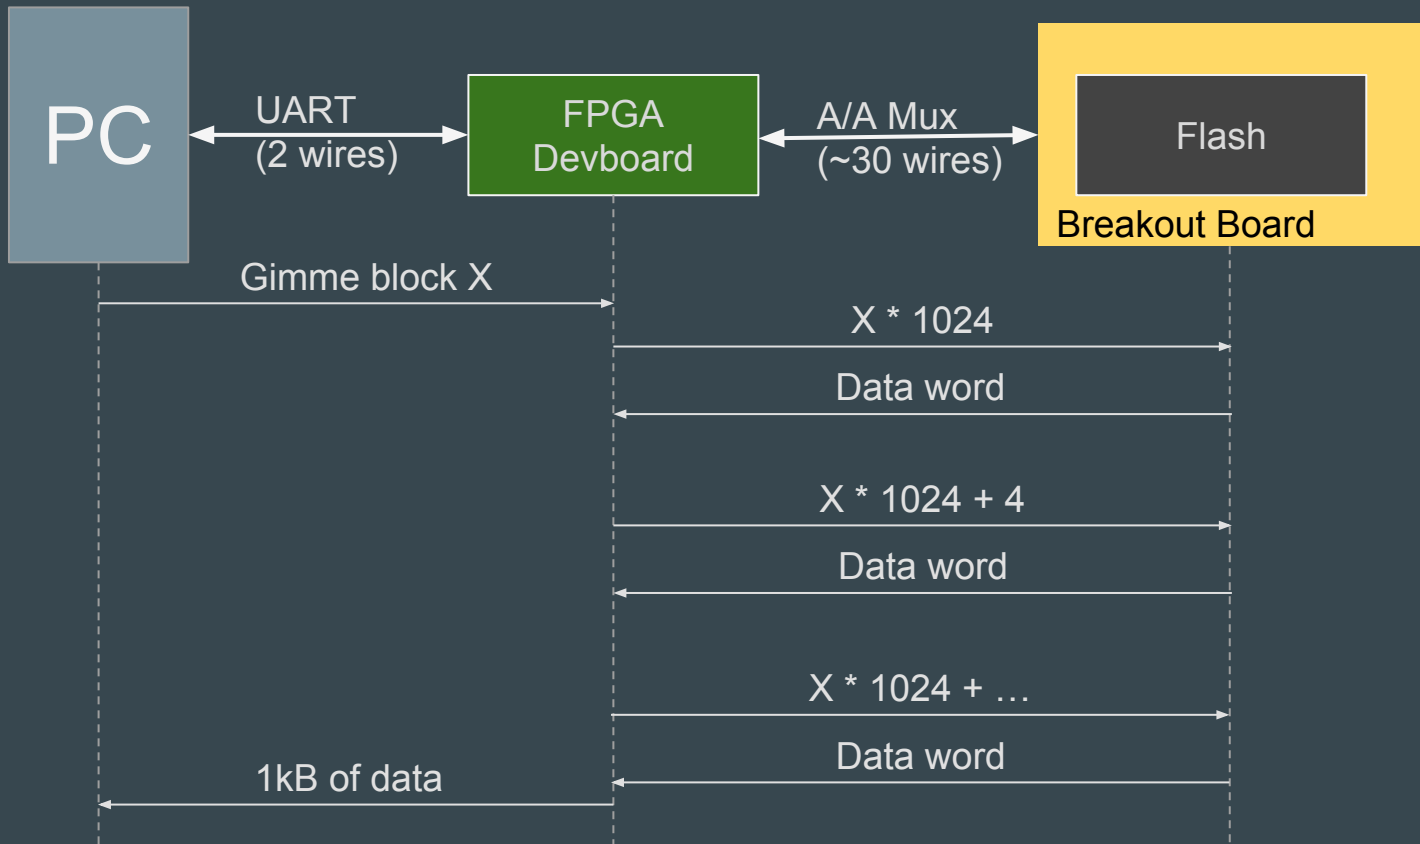 PC
UART
(2 wires)
FPGA
Devboard
A/A Mux
(~30 wires)
Flash
Breakout Board
Gimme block X
X * 1024
Data word
X * 1024 + 4
Data word
X * 1024 + …
Data word
1kB of data